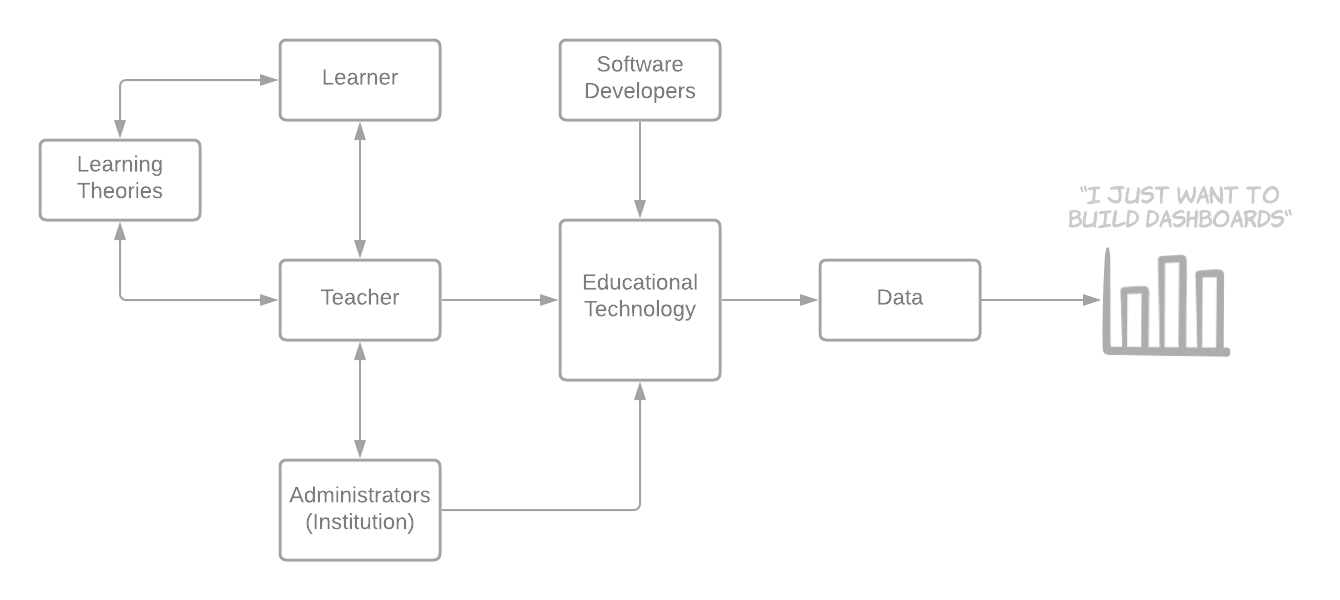 Learner
Software
Developers
Learning
Theories
"I JUST WANT TO
BUILD DASHBOARDS"
Educational
Technology
Teacher
Data
Administrators
(Institution)